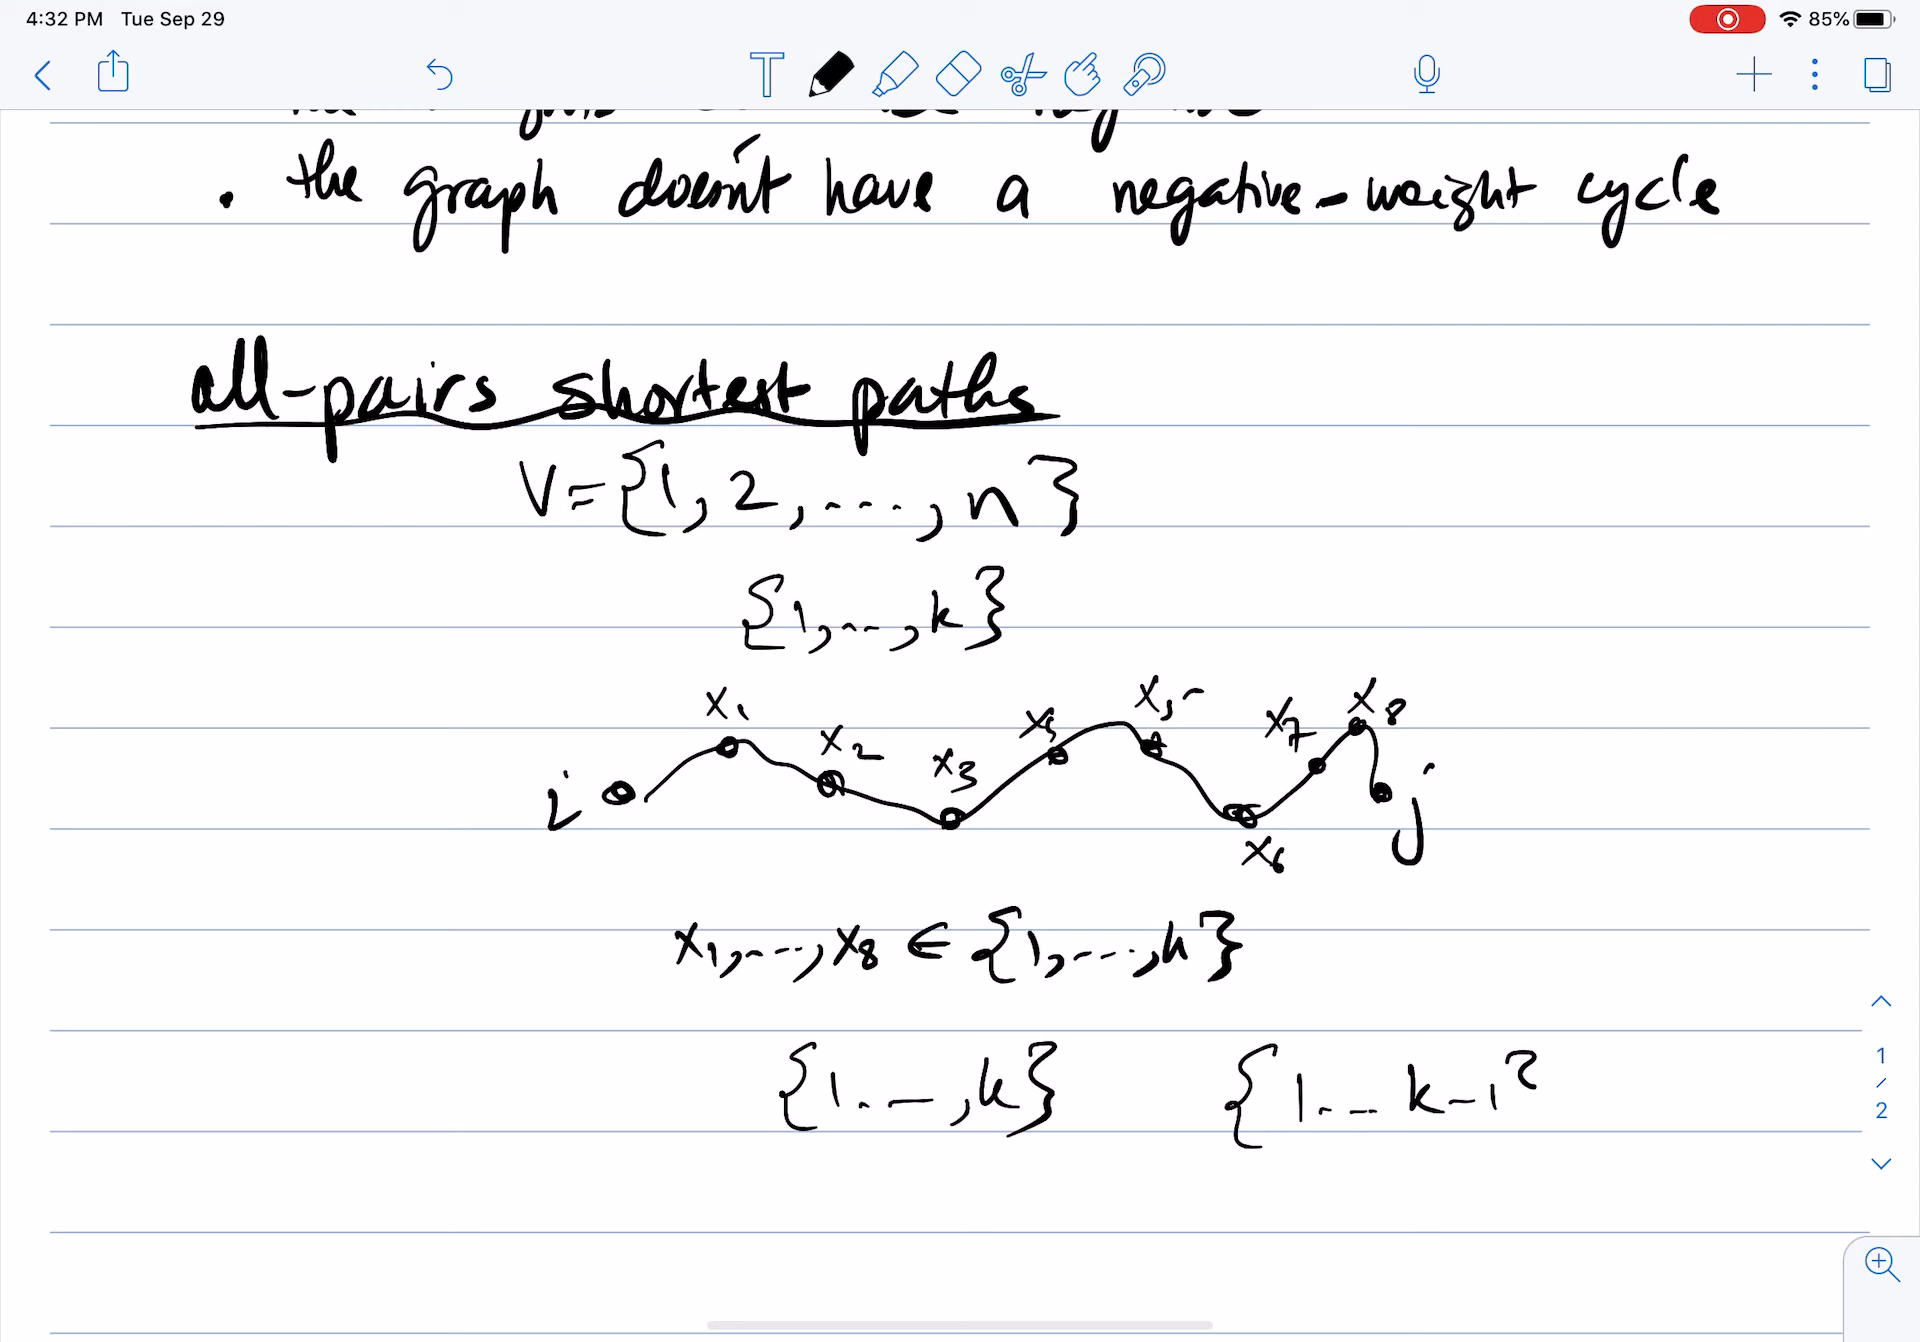 4:32 PM Tue Sep 29 85%
. the graph doesn't have a negative-weight cycle
all-pairs shortest paths
V={1, 2, ...., n}
{1, ..., k}
x1 x2 x3 x5 x5 x7 x8
i j
x6
x1, ..., x8 ∈ {1, ..., k}
{1..., k} {1... k-1}
1
/
2